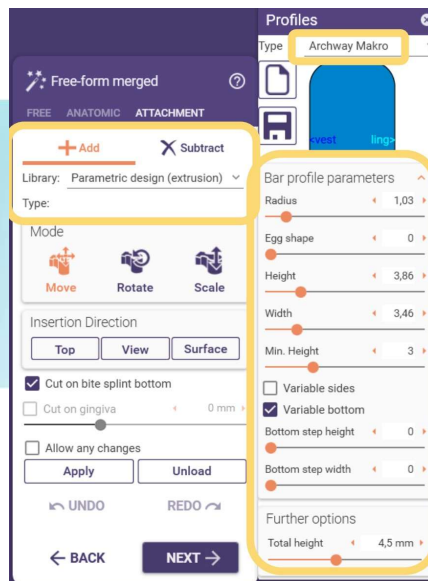 Free-form merged
FREE ANATOMIC ATTACHMENT
Add Subtract
Library: Parametric design (extrusion)
Type:
Mode
Move Rotate Scale
Insertion Direction
Top View Surface
Cut on bite splint bottom
Cut on gingiva 0 mm
Allow any changes
Apply Unload
UNDO REDO
BACK NEXT
Profiles
Type Archway Makro
<vest ling>
Bar profile parameters
Radius 1,03
Egg shape 0
Height 3,86
Width 3,46
Min. Height 3
Variable sides
Variable bottom
Bottom step height 0
Bottom step width 0
Further options
Total height 4,5 mm